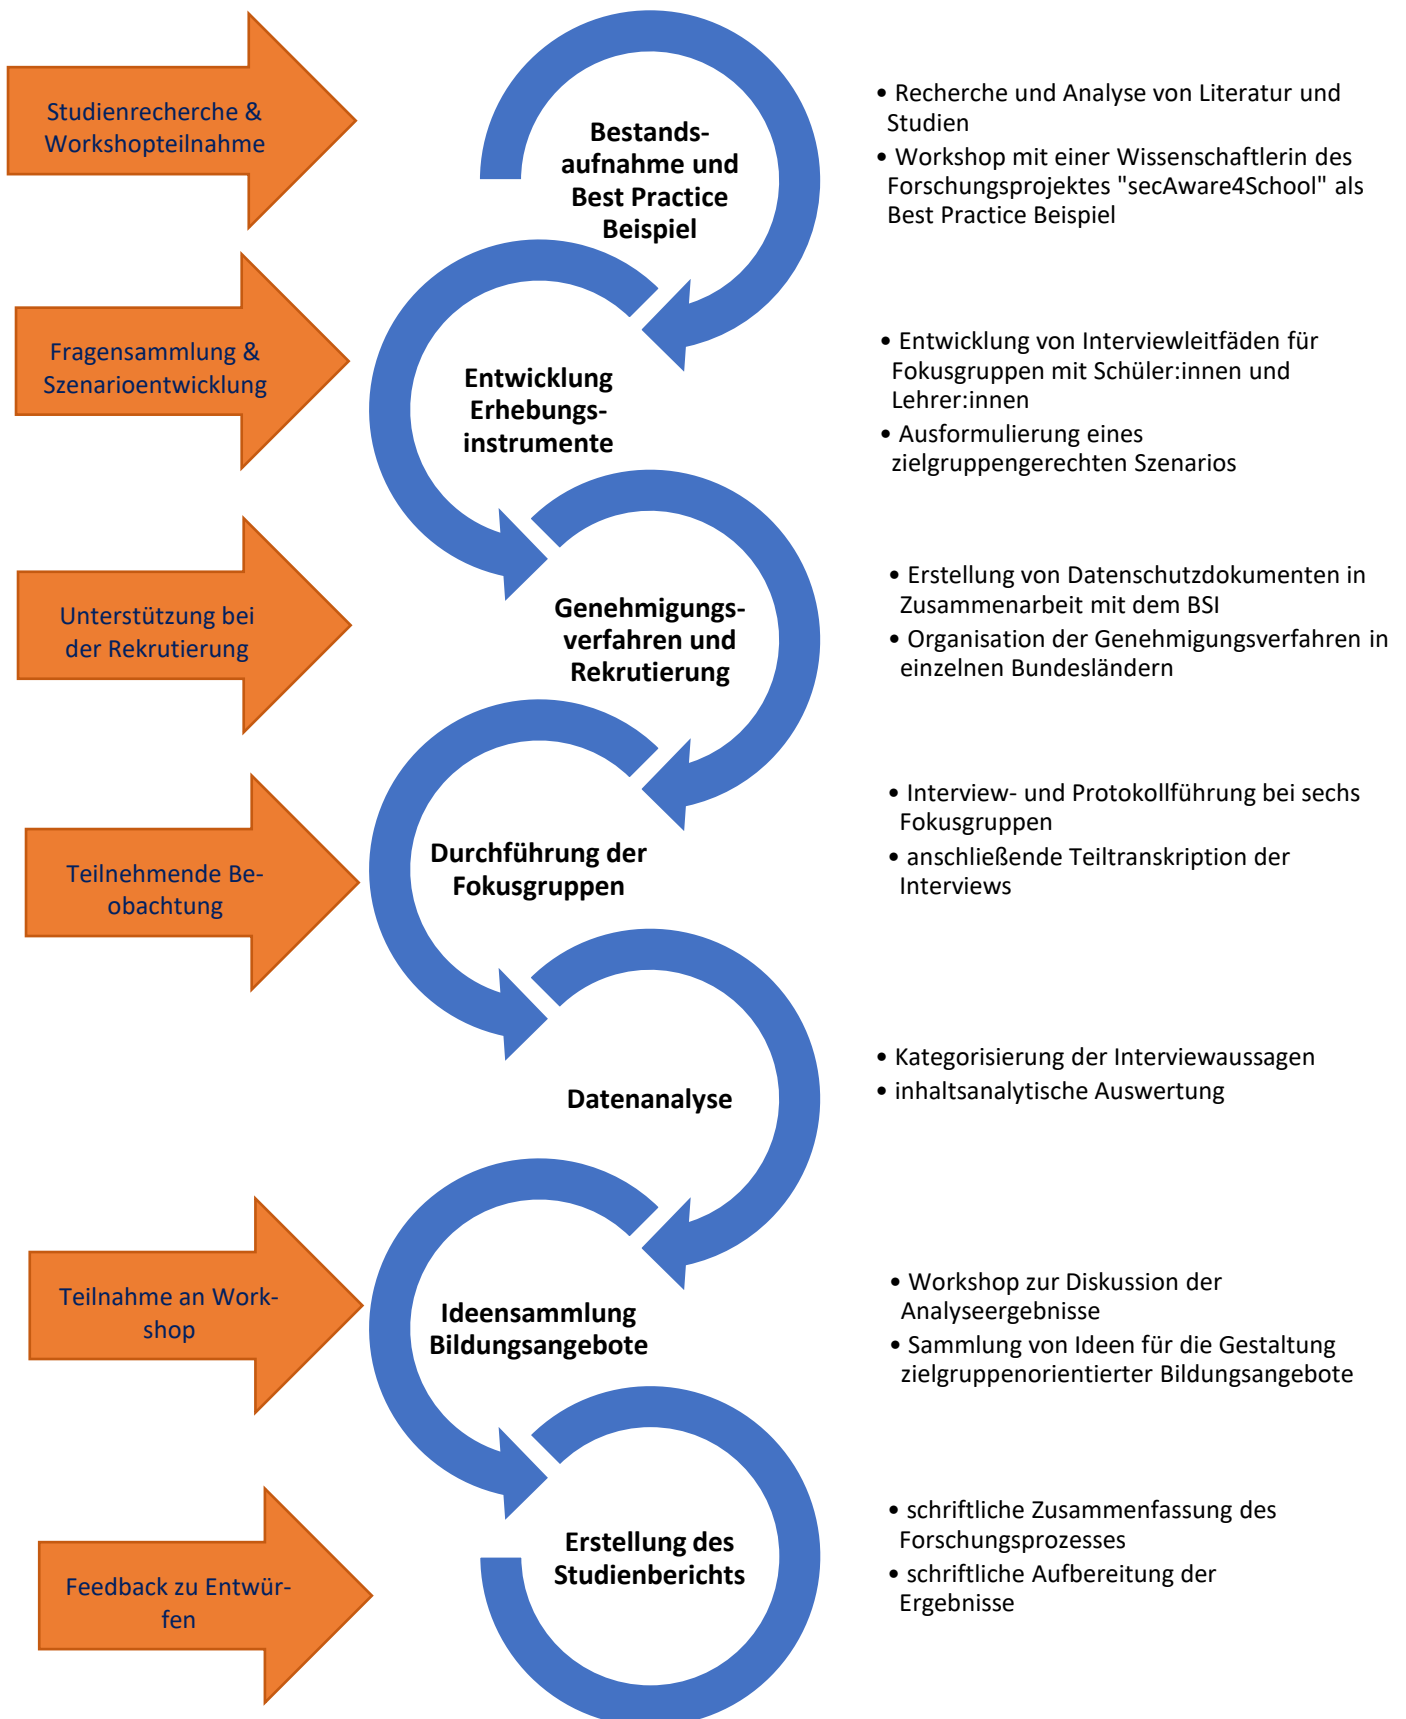 Studienrecherche &
Workshopteilnahme
Bestands-
aufnahme und
Best Practice
Beispiel
• Recherche und Analyse von Literatur und
Studien
• Workshop mit einer Wissenschaftlerin des
Forschungsprojektes "secAware4School" als
Best Practice Beispiel
Fragensammlung &
Szenarioentwicklung
Entwicklung
Erhebungs-
instrumente
• Entwicklung von Interviewleitfäden für
Fokusgruppen mit Schüler:innen und
Lehrer:innen
• Ausformulierung eines
zielgruppengerechten Szenarios
Unterstützung bei
der Rekrutierung
Genehmigungs-
verfahren und
Rekrutierung
• Erstellung von Datenschutzdokumenten in
Zusammenarbeit mit dem BSI
• Organisation der Genehmigungsverfahren in
einzelnen Bundesländern
Teilnehmende Be-
obachtung
Durchführung der
Fokusgruppen
• Interview- und Protokollführung bei sechs
Fokusgruppen
• anschließende Teiltranskription der
Interviews
Datenanalyse
• Kategorisierung der Interviewaussagen
• inhaltsanalytische Auswertung
Teilnahme an Work-
shop
Ideensammlung
Bildungsangebote
• Workshop zur Diskussion der
Analyseergebnisse
• Sammlung von Ideen für die Gestaltung
zielgruppenorientierter Bildungsangebote
Feedback zu Entwür-
fen
Erstellung des
Studienberichts
• schriftliche Zusammenfassung des
Forschungsprozesses
• schriftliche Aufbereitung der
Ergebnisse